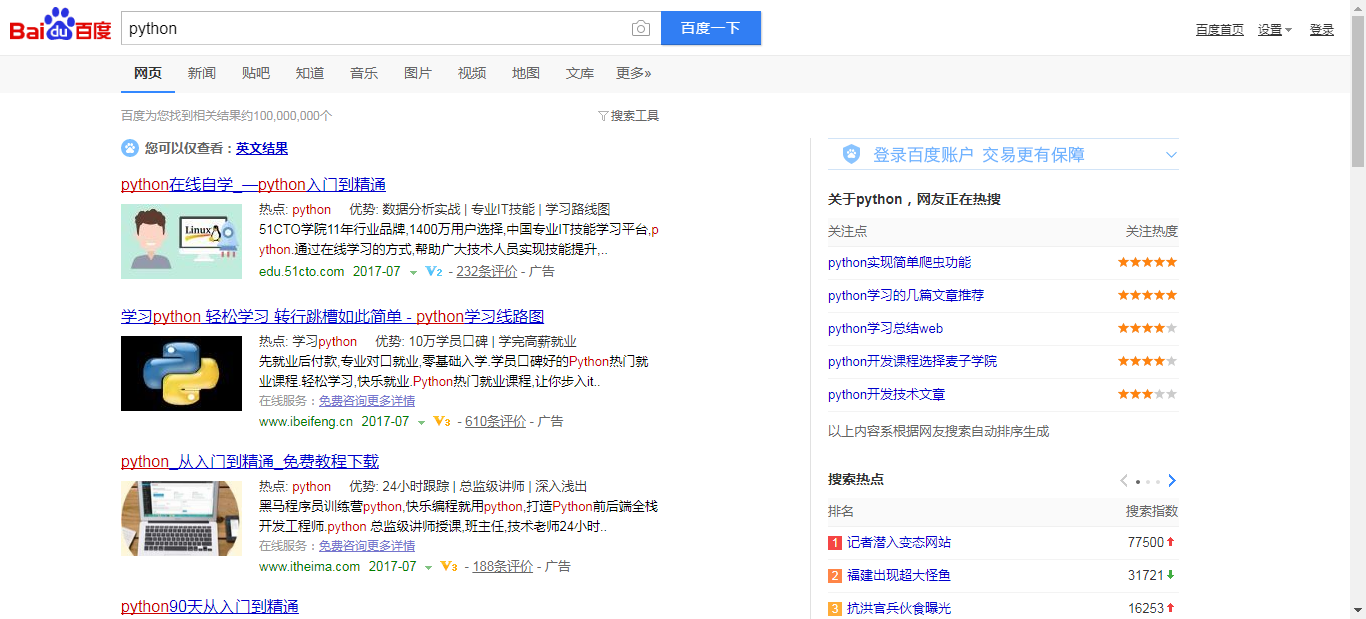 Bai du 百度
python
百度一下
百度首页 设置 登录
网页 新闻 贴吧 知道 音乐 图片 视频 地图 文库 更多»
百度为您找到相关结果约100,000,000个
搜索工具
您可以仅查看：英文结果
python在线自学_—python入门到精通
Linux
热点: python 优势: 数据分析实战 | 专业IT技能 | 学习路线图
51CTO学院11年行业品牌,1400万用户选择,中国专业IT技能学习平台,p
ython.通过在线学习的方式,帮助广大技术人员实现技能提升,..
edu.51cto.com 2017-07 V2 - 232条评价 - 广告
学习python 轻松学习 转行跳槽如此简单 - python学习线路图
热点: 学习python 优势: 10万学员口碑 | 学完高薪就业
先就业后付款,专业对口就业,零基础入学.学员口碑好的Python热门就
业课程.轻松学习,快乐就业.Python热门就业课程,让你步入it..
在线服务：免费咨询更多详情
www.ibeifeng.cn 2017-07 V3 - 610条评价 - 广告
python_从入门到精通_免费教程下载
热点: python 优势: 24小时跟踪 | 总监级讲师 | 深入浅出
黑马程序员训练营python,快乐编程就用python,打造Python前后端全栈
开发工程师.python 总监级讲师授课,班主任,技术老师24小时..
在线服务：免费咨询更多详情
www.itheima.com 2017-07 V3 - 188条评价 - 广告
python90天从入门到精通
登录百度账户 交易更有保障
关于python，网友正在热搜
关注点 关注热度
python实现简单爬虫功能
python学习的几篇文章推荐
python学习总结web
python开发课程选择麦子学院
python开发技术文章
以上内容系根据网友搜索自动排序生成
搜索热点
排名 搜索指数
1 记者潜入变态网站 77500
2 福建出现超大怪鱼 31721
3 抗洪官兵伙食曝光 16253